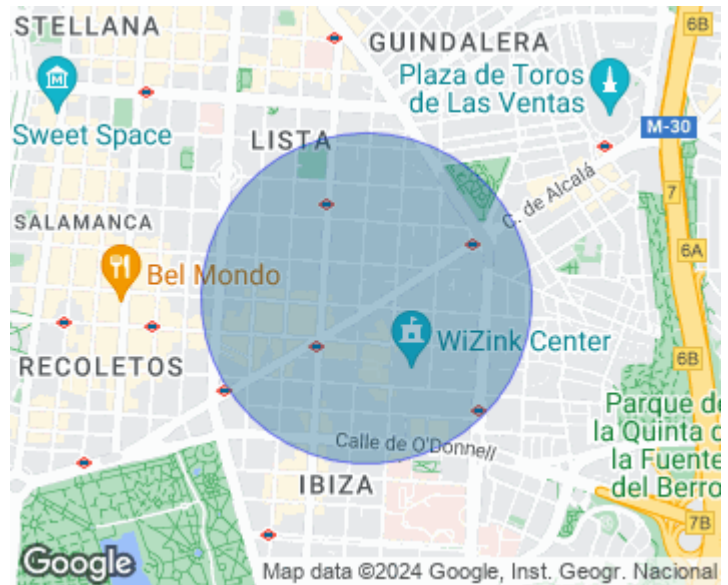 STELLANA
GUINDALERA
6B
Plaza de Toros
de Las Ventas
M-30
Sweet Space
LISTA
C. de Alcalá
7
SALAMANCA
6A
Bel Mondo
WiZink Center
RECOLETOS
6B
Parque de
la Quinta d
la Fuente
del Berro
Calle de O'Donnell
IBIZA
7B
Google
Map data ©2024 Google, Inst. Geogr. Nacional